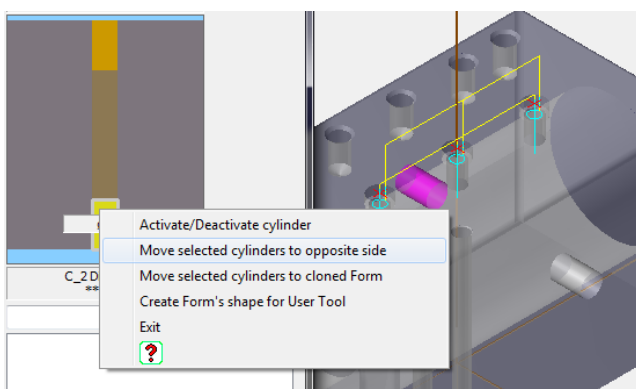 Activate/Deactivate cylinder
Move selected cylinders to opposite side
C_2D
Move selected cylinders to cloned Form
**
Create Form's shape for User Tool
Exit
?